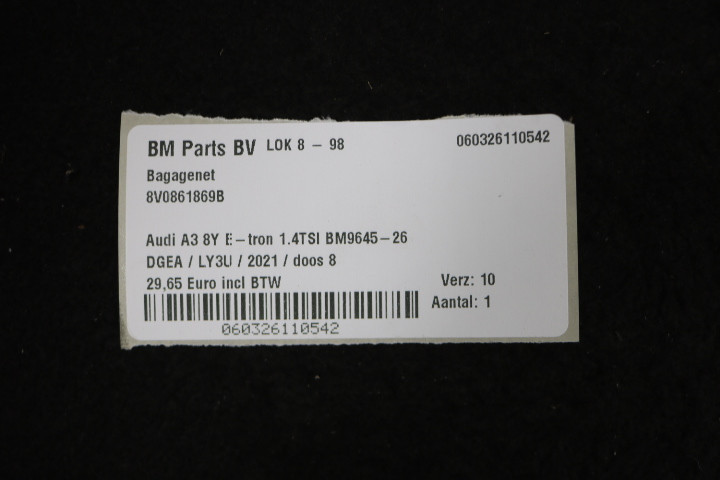 BM Parts BV LOK 8 - 98 060326110542
Bagagenet
8V0861869B
Audi A3 8Y E-tron 1.4TSI BM9645-26
DGEA / LY3U / 2021 / doos 8
29,65 Euro incl BTW Verz: 10
Aantal: 1
060326110542